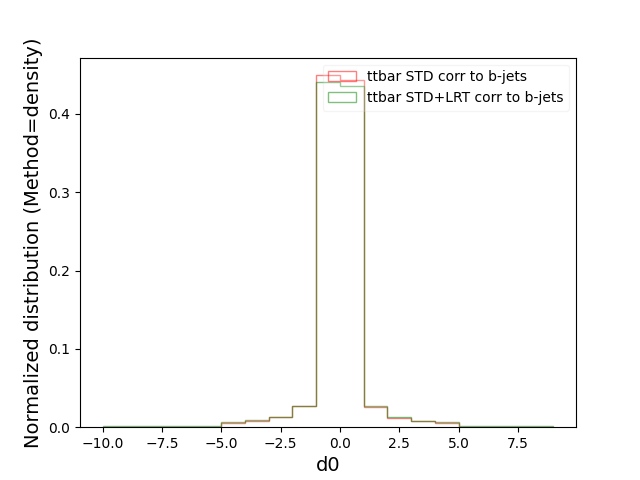 ttbar STD corr to b-jets
ttbar STD+LRT corr to b-jets
Normalized distribution (Method=density)
0.4
0.3
0.2
0.1
0.0
−10.0 −7.5 −5.0 −2.5 0.0 2.5 5.0 7.5
d0